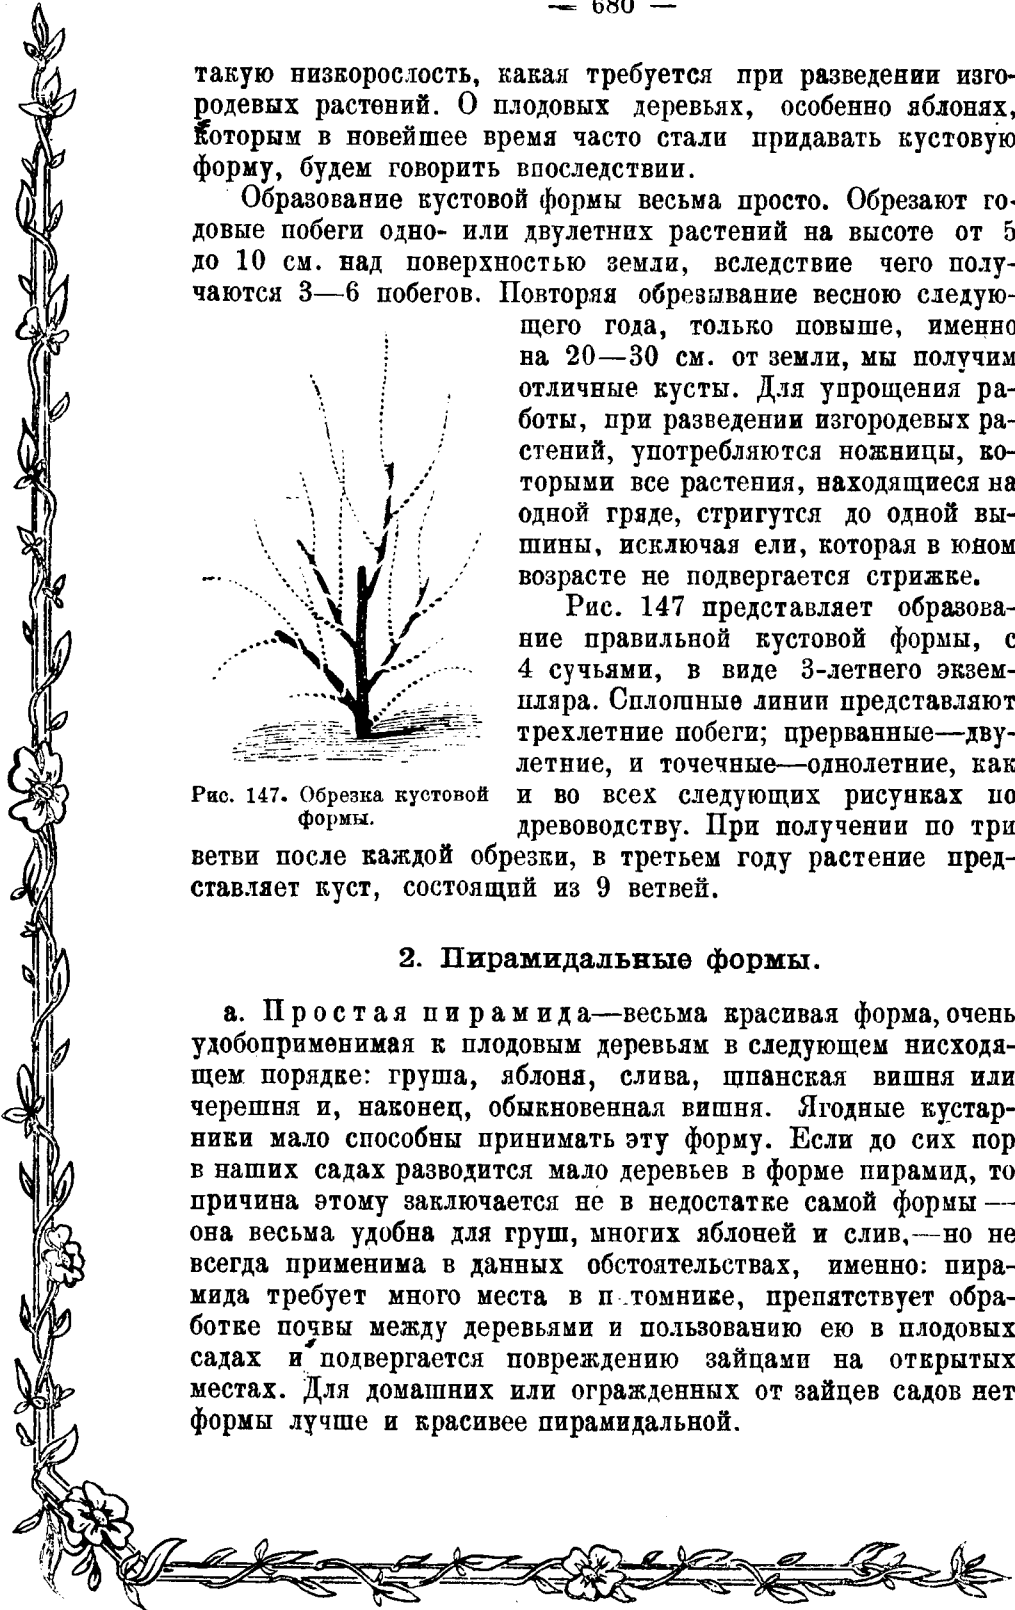 — 680 —
такую низкорослость, какая требуется при разведении изго-
родевых растений. О плодовых деревьях, особенно яблонях,
которым в новейшее время часто стали придавать кустовую
форму, будем говорить впоследствии.
Образование кустовой формы весьма просто. Обрезают го-
довые побеги одно- или двулетних растений на высоте от 5
до 10 см. над поверхностью земли, вследствие чего полу-
чаются 3—6 побегов. Повторяя обрезывание весною следую-
щего года, только повыше, именно
на 20—30 см. от земли, мы получим
отличные кусты. Для упрощения ра-
боты, при разведении изгородевых ра-
стений, употребляются ножницы, ко-
торыми все растения, находящиеся на
одной гряде, стригутся до одной вы-
шины, исключая ели, которая в юном
возрасте не подвергается стрижке.
Рис. 147 представляет образова-
ние правильной кустовой формы, с
4 сучьями, в виде 3-летнего экзем-
пляра. Сплошные линии представляют
трехлетние побеги; прерванные—дву-
летние, и точечные—однолетние, как
и во всех следующих рисунках по
древоводству. При получении по три
ветви после каждой обрезки, в третьем году растение пред-
ставляет куст, состоящий из 9 ветвей.
Рис. 147. Обрезка кустовой
формы.
2. Пирамидальные формы.
а. Простая пирамида—весьма красивая форма, очень
удобоприменимая к плодовым деревьям в следующем нисходя-
щем порядке: груша, яблоня, слива, шпанская вишня или
черешня и, наконец, обыкновенная вишня. Ягодные кустар-
ники мало способны принимать эту форму. Если до сих пор
в наших садах разводится мало деревьев в форме пирамид, то
причина этому заключается не в недостатке самой формы —
она весьма удобна для груш, многих яблоней и слив,—но не
всегда применима в данных обстоятельствах, именно: пира-
мида требует много места в п.томнике, препятствует обра-
ботке почвы между деревьями и пользованию ею в плодовых
садах и подвергается повреждению зайцами на открытых
местах. Для домашних или огражденных от зайцев садов нет
формы лучше и красивее пирамидальной.